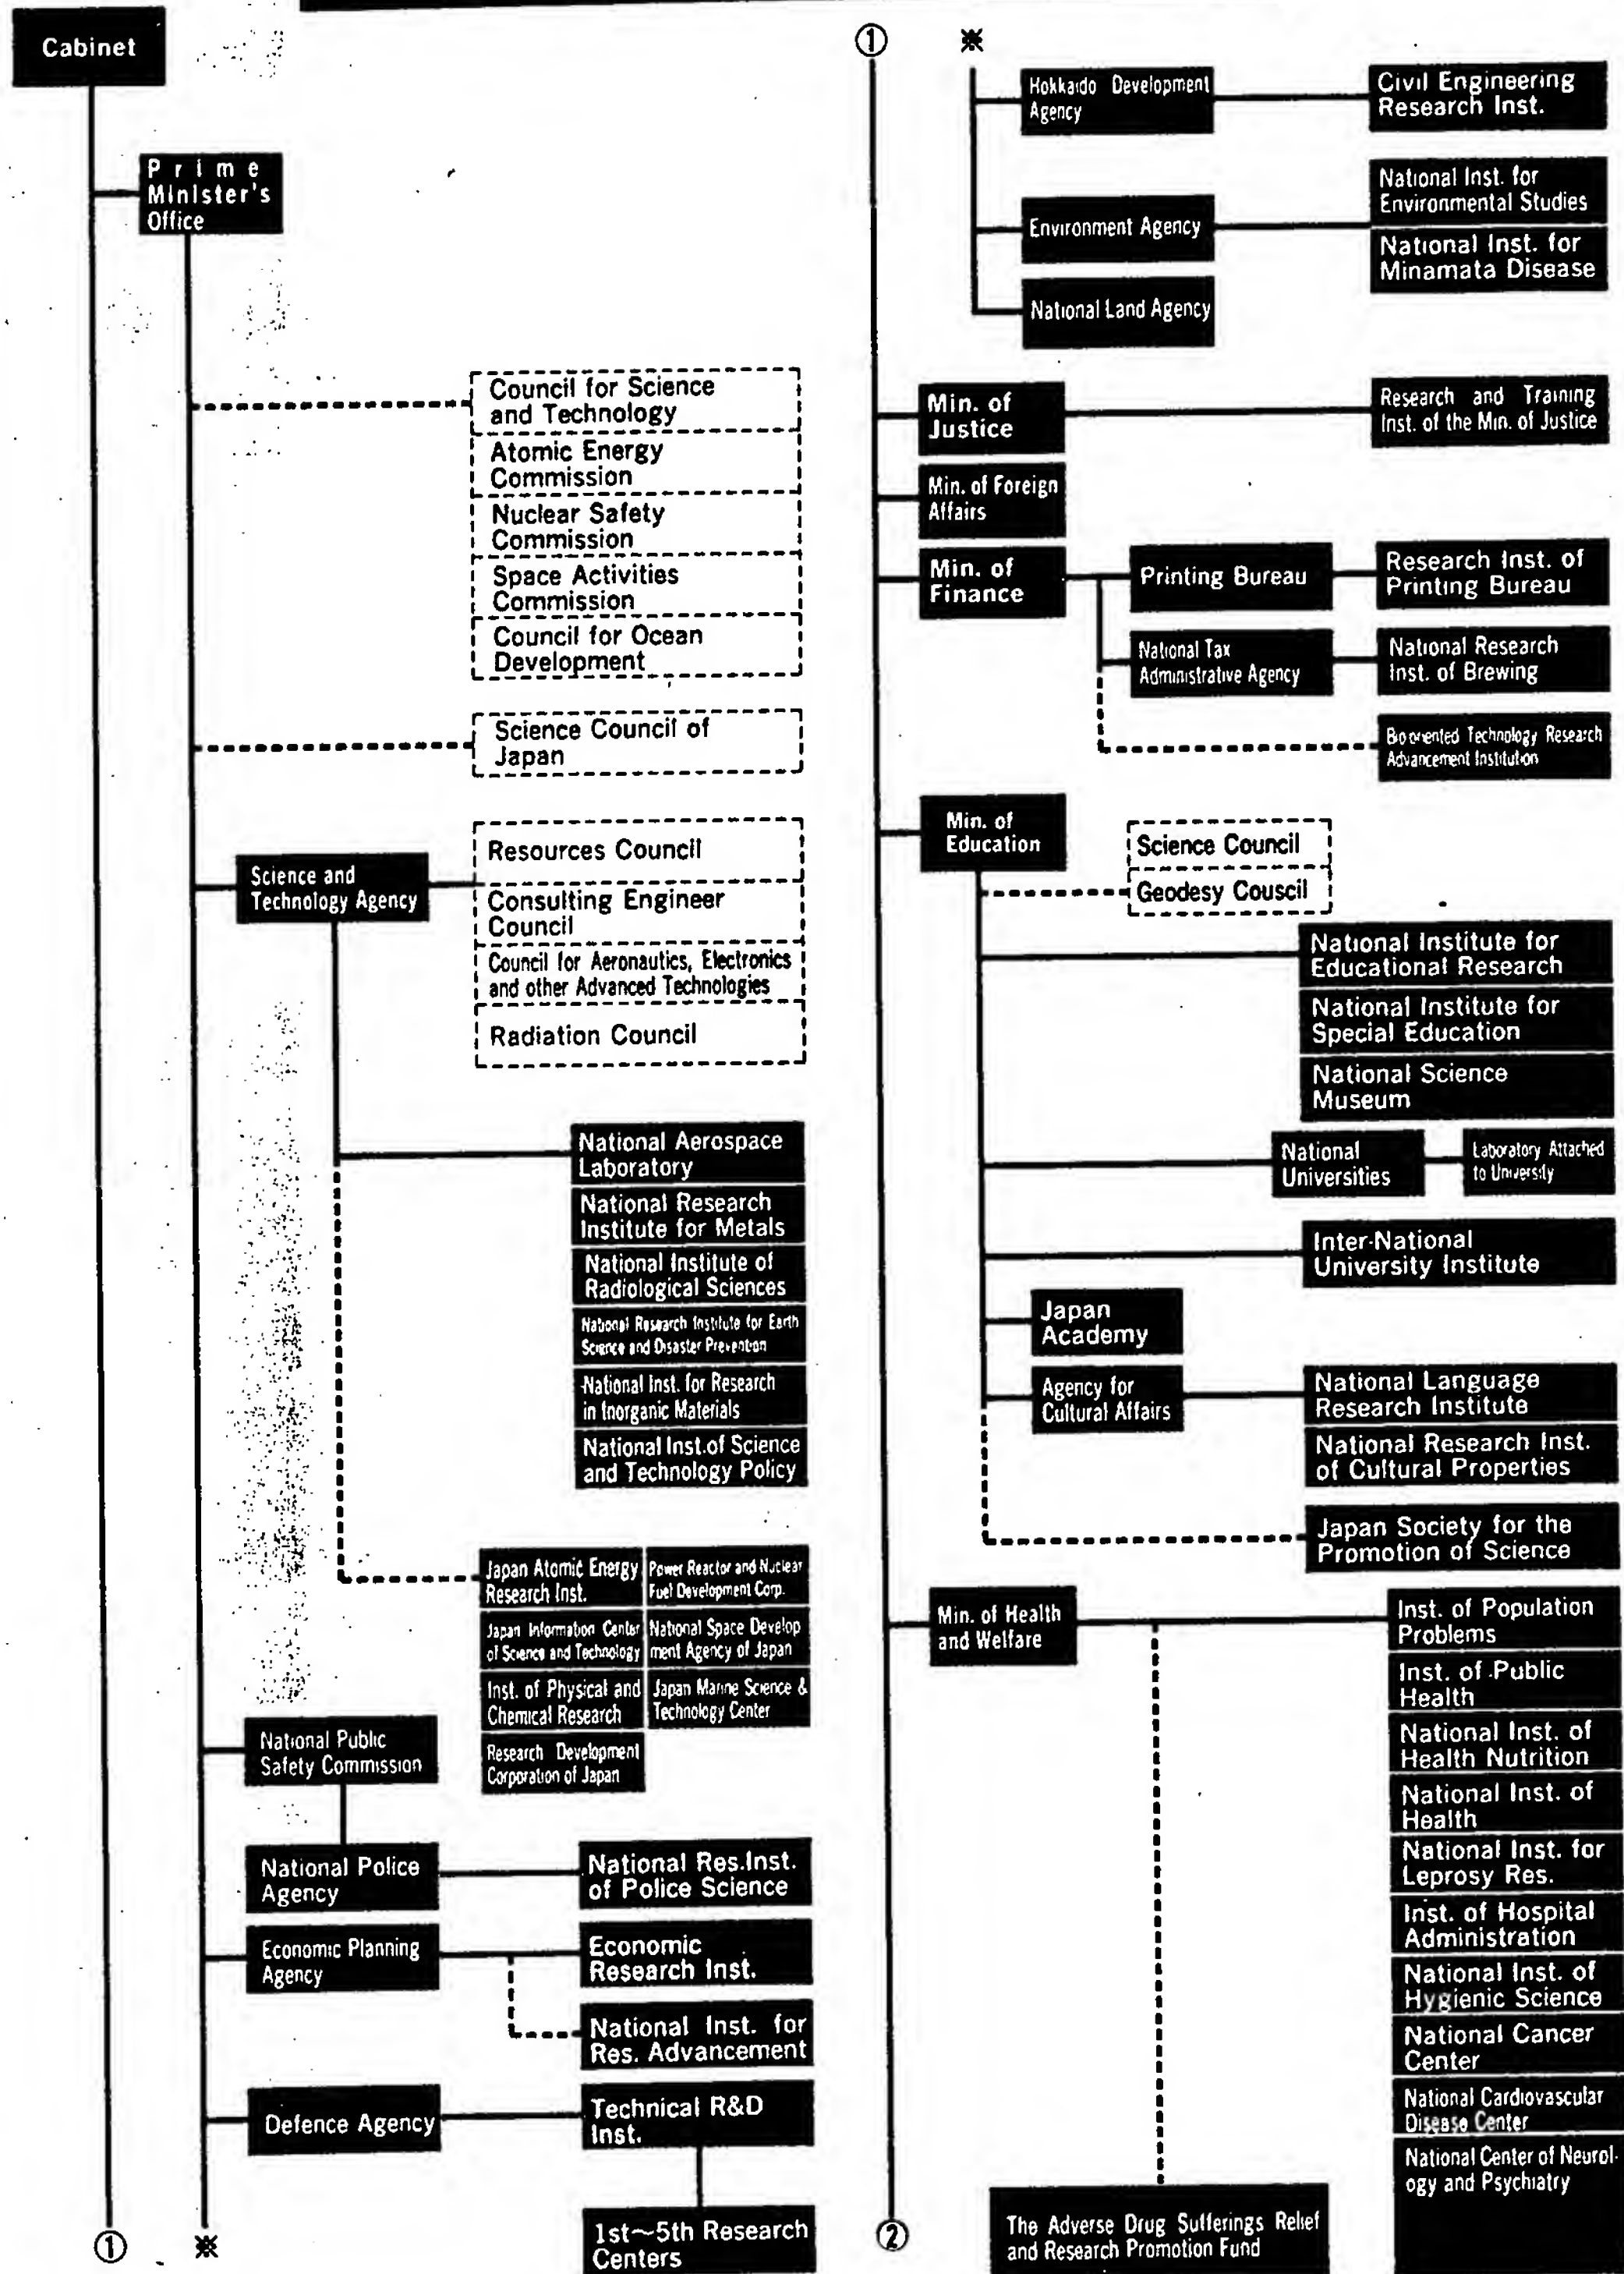 Cabinet
Prime
Minister's
Office
Council for Science
and Technology
Atomic Energy
Commission
Nuclear Safety
Commission
Space Activities
Commission
Council for Ocean
Development
Science Council of
Japan
Science and
Technology Agency
Resources Council
Consulting Engineer
Council
Council for Aeronautics, Electronics
and other Advanced Technologies
Radiation Council
National Aerospace
Laboratory
National Research
Institute for Metals
National Institute of
Radiological Sciences
National Research Institute for Earth
Science and Disaster Prevention
National Inst. for Research
in Inorganic Materials
National Inst.of Science
and Technology Policy
Japan Atomic Energy
Research Inst.
Power Reactor and Nuclear
Fuel Development Corp.
Japan Information Center
of Science and Technology
National Space Develop
ment Agency of Japan
Inst. of Physical and
Chemical Research
Japan Marine Science &
Technology Center
Research Development
Corporation of Japan
National Public
Safety Commission
National Police
Agency
National Res.Inst.
of Police Science
Economic Planning
Agency
Economic
Research Inst.
National Inst. for
Res. Advancement
Defence Agency
Technical R&D
Inst.
1st~5th Research
Centers
① ※
① ※
Hokkaido Development
Agency
Civil Engineering
Research Inst.
Environment Agency
National Inst. for
Environmental Studies
National Inst. for
Minamata Disease
National Land Agency
Min. of
Justice
Research and Training
Inst. of the Min. of Justice
Min. of Foreign
Affairs
Min. of
Finance
Printing Bureau
Research Inst. of
Printing Bureau
National Tax
Administrative Agency
National Research
Inst. of Brewing
Bio oriented Technology Research
Advancement Institution
Min. of
Education
Science Council
Geodesy Couscil
National Institute for
Educational Research
National Institute for
Special Education
National Science
Museum
National
Universities
Laboratory Attached
to University
Inter-National
University Institute
Japan
Academy
Agency for
Cultural Affairs
National Language
Research Institute
National Research Inst.
of Cultural Properties
Japan Society for the
Promotion of Science
Min. of Health
and Welfare
Inst. of Population
Problems
Inst. of Public
Health
National Inst. of
Health Nutrition
National Inst. of
Health
National Inst. for
Leprosy Res.
Inst. of Hospital
Administration
National Inst. of
Hygienic Science
National Cancer
Center
National Cardiovascular
Disease Center
National Center of Neurol-
ogy and Psychiatry
The Adverse Drug Sufferings Relief
and Research Promotion Fund
②